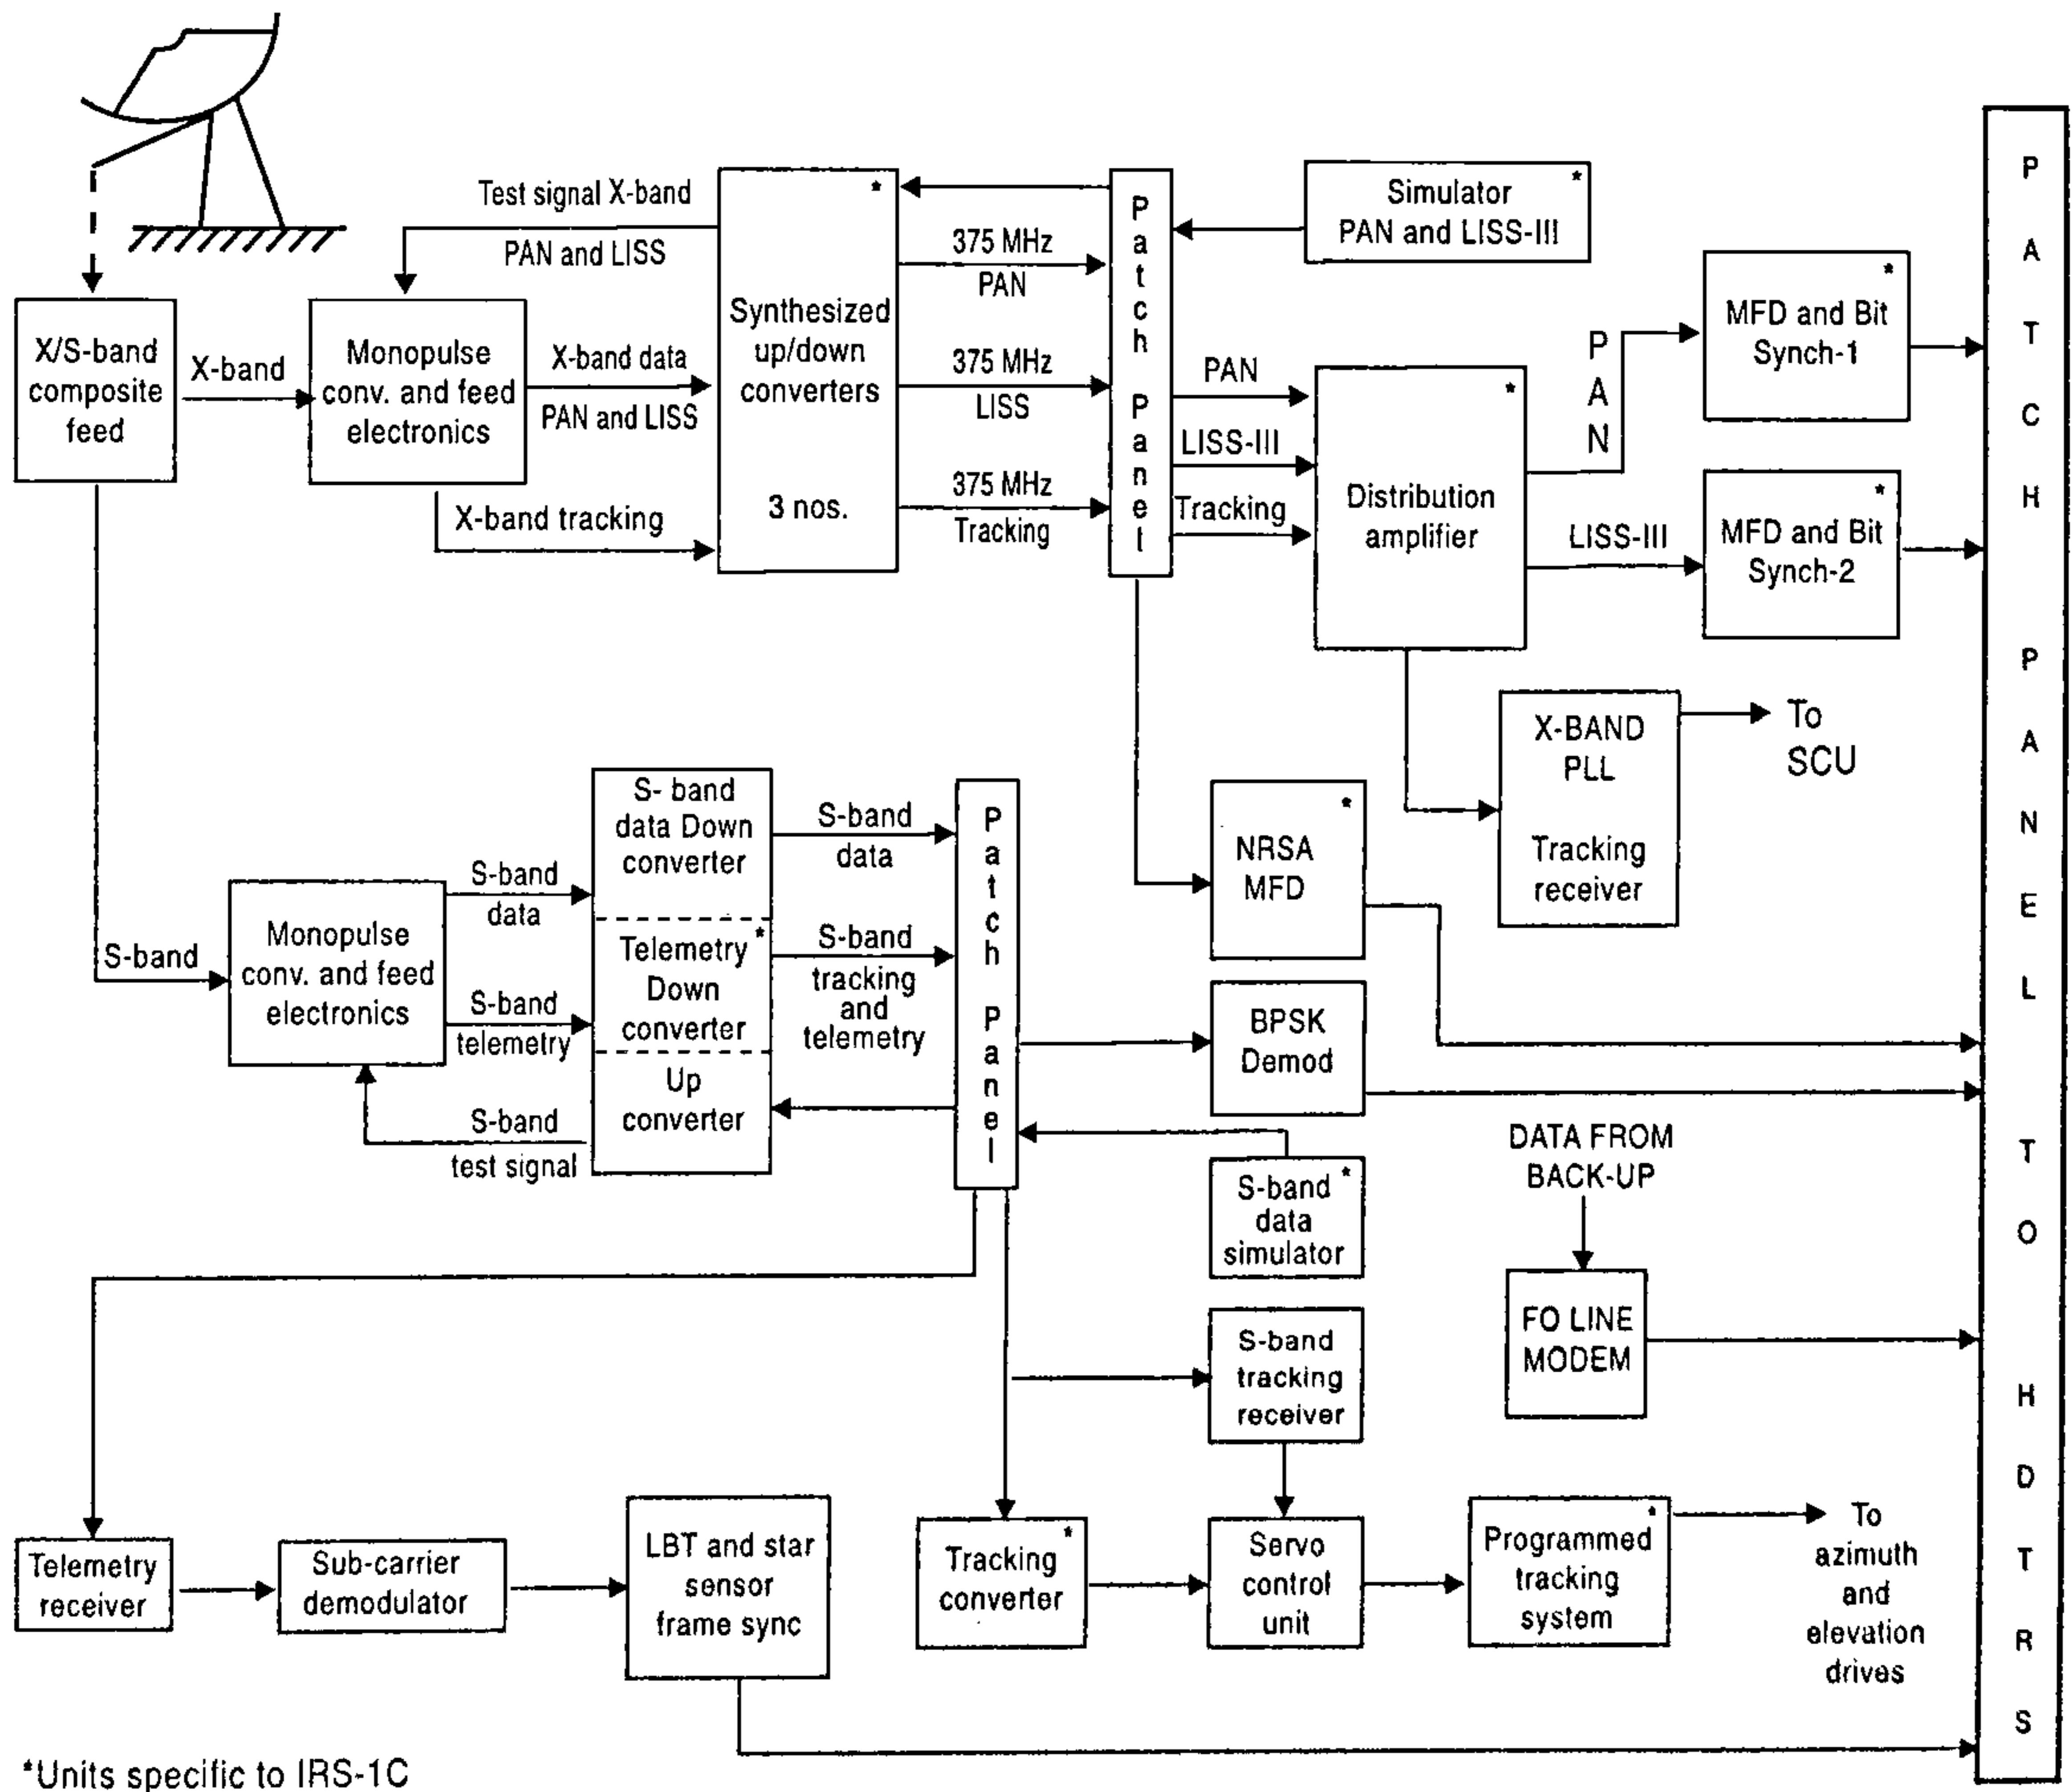 Test signal X-band
PAN and LISS
X/S-band
composite
feed
X-band
Monopulse
conv. and feed
electronics
X-band data
PAN and LISS
X-band tracking
*
Synthesized
up/down
converters
3 nos.
375 MHz
PAN
375 MHz
LISS
375 MHz
Tracking
Patch Panel
Simulator *
PAN and LISS-III
PAN
LISS-III
Tracking
*
Distribution
amplifier
PAN
LISS-III
*
MFD and Bit
Synch-1
*
MFD and Bit
Synch-2
X-BAND
PLL
Tracking
receiver
To
SCU
PATCH PANEL TO HDTRS
S-band
Monopulse
conv. and feed
electronics
S-band
data
S-band
telemetry
S-band
test signal
S- band
data Down
converter
Telemetry *
Down
converter
Up
converter
S-band
data
S-band
tracking
and
telemetry
Patch Panel
*
NRSA
MFD
BPSK
Demod
S-band *
data
simulator
DATA FROM
BACK-UP
FO LINE
MODEM
S-band
tracking
receiver
Telemetry
receiver
Sub-carrier
demodulator
LBT and star
sensor
frame sync
*
Tracking
converter
Servo
control
unit
*
Programmed
tracking
system
To
azimuth
and
elevation
drives
*Units specific to IRS-1C